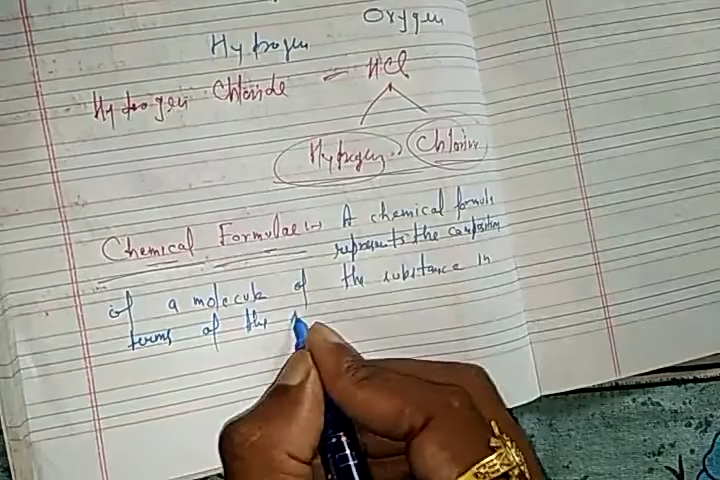 Oxygen
Hydrogen
Hydrogen Chloride = HCl
Hydrogen Chlorine
Chemical Formulae :- A chemical formula
represents the composition
of a molecule of the substance in
terms of the